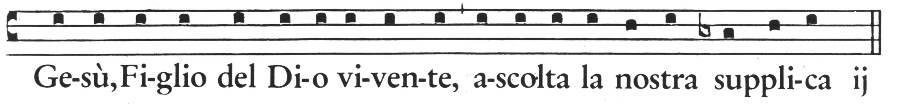 Ge-sù, Fi-glio del Di-o vi-ven-te, a-scolta la nostra suppli-ca ij